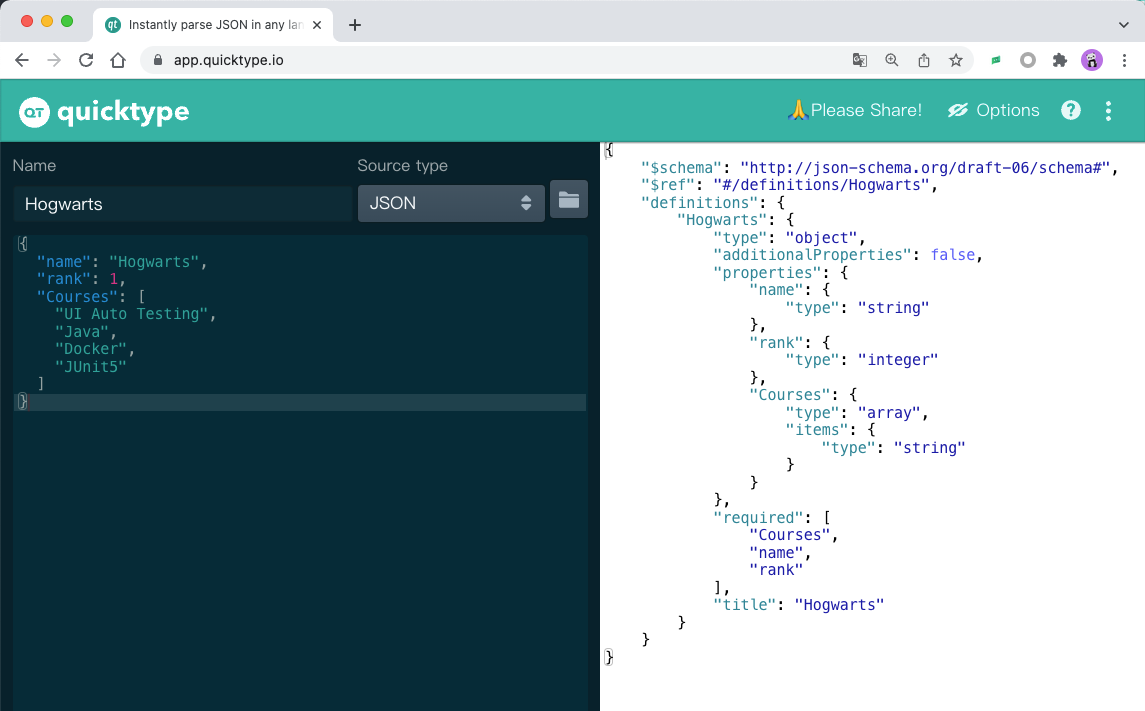 qt Instantly parse JSON in any lan
app.quicktype.io
QT quicktype
🙏Please Share!
Options
?
Name
Source type
Hogwarts
JSON
{
  "name": "Hogwarts",
  "rank": 1,
  "Courses": [
    "UI Auto Testing",
    "Java",
    "Docker",
    "JUnit5"
  ]
}
{
    "$schema": "http://json-schema.org/draft-06/schema#",
    "$ref": "#/definitions/Hogwarts",
    "definitions": {
        "Hogwarts": {
            "type": "object",
            "additionalProperties": false,
            "properties": {
                "name": {
                    "type": "string"
                },
                "rank": {
                    "type": "integer"
                },
                "Courses": {
                    "type": "array",
                    "items": {
                        "type": "string"
                    }
                }
            },
            "required": [
                "Courses",
                "name",
                "rank"
            ],
            "title": "Hogwarts"
        }
    }
}